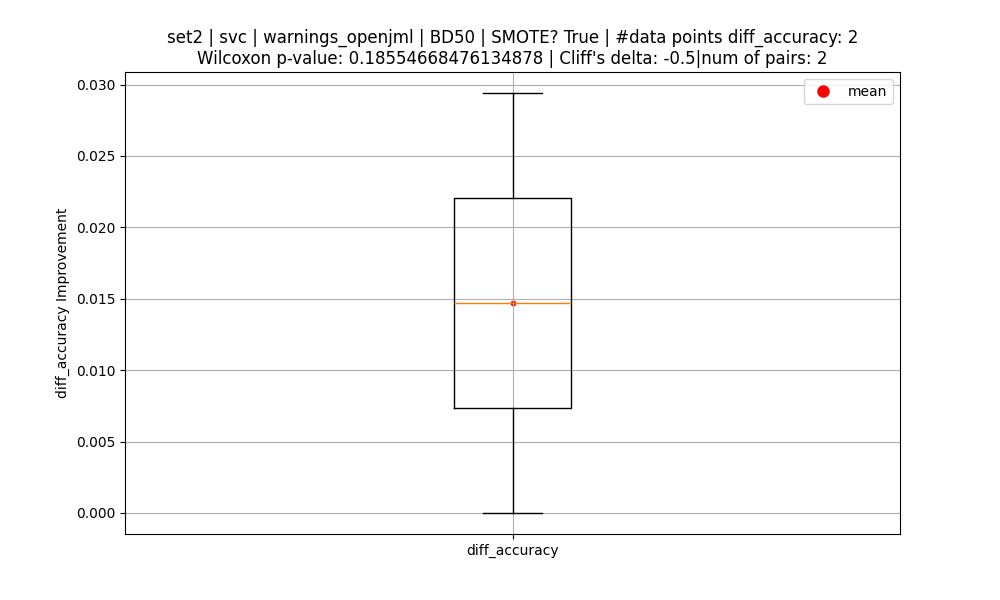 set2 | svc | warnings_openjml | BD50 | SMOTE? True | #data points diff_accuracy: 2
Wilcoxon p-value: 0.18554668476134878 | Cliff's delta: -0.5|num of pairs: 2
mean
0.030
0.025
0.020
0.015
0.010
0.005
0.000
diff_accuracy Improvement
diff_accuracy